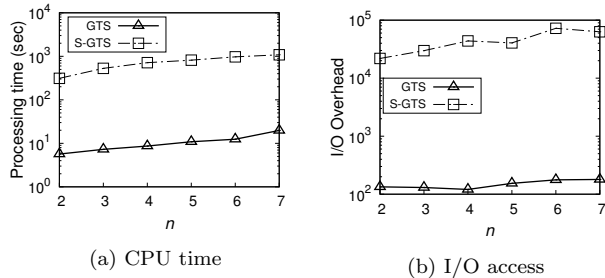 GTS
S-GTS
Processing time (sec)
10^4
10^3
10^2
10^1
10^0
2 3 4 5 6 7
n
(a) CPU time
GTS
S-GTS
I/O Overhead
10^5
10^4
10^3
10^2
2 3 4 5 6 7
n
(b) I/O access